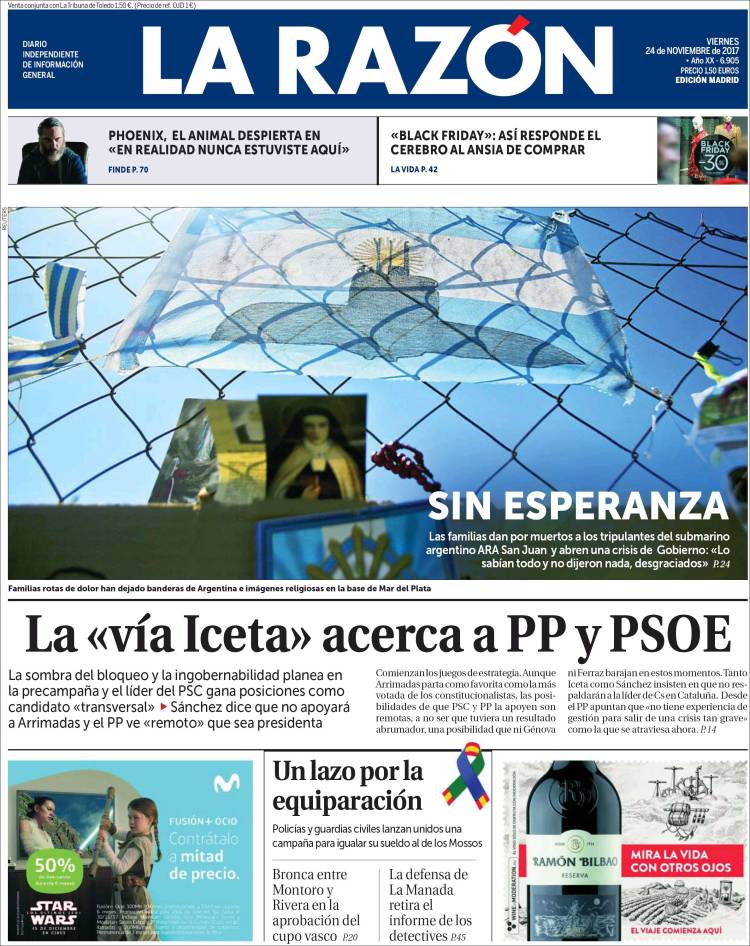 Venta conjunta con La Tribuna de Toledo 1,50 €. (Precio de ref. OJD 1 €)
DIARIO
INDEPENDIENTE
DE INFORMACIÓN
GENERAL
LA RAZÓN
VIERNES
24 de NOVIEMBRE de 2017
• Año XX - 6.905
PRECIO 1,50 EUROS
EDICIÓN MADRID
PHOENIX, EL ANIMAL DESPIERTA EN
«EN REALIDAD NUNCA ESTUVISTE AQUÍ»
FINDE P. 70
«BLACK FRIDAY»: ASÍ RESPONDE EL
CEREBRO AL ANSIA DE COMPRAR
LA VIDA P. 42
BLACK
FRIDAY
-30
REUTERS
SIN ESPERANZA
Las familias dan por muertos a los tripulantes del submarino
argentino ARA San Juan y abren una crisis de Gobierno: «Lo
sabían todo y no dijeron nada, desgraciados» P.24
Familias rotas de dolor han dejado banderas de Argentina e imágenes religiosas en la base de Mar del Plata
La «vía Iceta» acerca a PP y PSOE
La sombra del bloqueo y la ingobernabilidad planea en
la precampaña y el líder del PSC gana posiciones como
candidato «transversal» ▶ Sánchez dice que no apoyará
a Arrimadas y el PP ve «remoto» que sea presidenta
Comienzan los juegos de estrategia. Aunque
Arrimadas parta como favorita como la más
votada de los constitucionalistas, las posi-
bilidades de que PSC y PP la apoyen son
remotas, a no ser que tuviera un resultado
abrumador, una posibilidad que ni Génova
ni Ferraz barajan en estos momentos. Tanto
Iceta como Sánchez insisten en que no res-
paldarán a la líder de Cs en Cataluña. Desde
el PP apuntan que «no tiene experiencia de
gestión para salir de una crisis tan grave»
como la que se atraviesa ahora. P.14
FUSIÓN+ OCIO
Contrátalo
a mitad
de precio.
50%
de descuento
durante 6 meses
STAR
WARS
LOS ÚLTIMOS JEDI
15 DE DICIEMBRE
EN CINES
Un lazo por la
equiparación
Policías y guardias civiles lanzan unidos una
campaña para igualar su sueldo al de los Mossos
Bronca entre
Montoro y
Rivera en la
aprobación del
cupo vasco P.20
La defensa de
La Manada
retira el
informe de los
detectives P.45
WINE in MODERATION
RAMÓN BILBAO
RESERVA
MIRA LA VIDA
CON OTROS OJOS
EL VIAJE COMIENZA AQUÍ